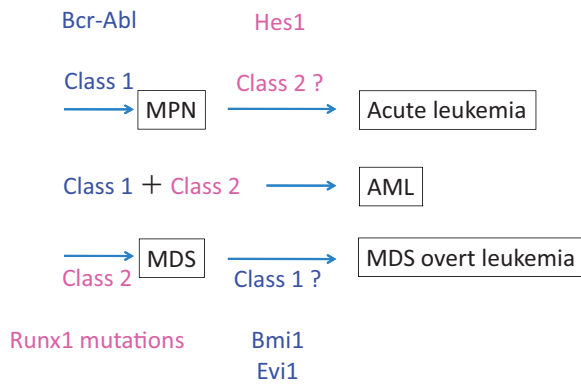 Bcr-Abl Hes1
Class 1 Class 2 ?
MPN Acute leukemia
Class 1 + Class 2 AML
MDS MDS overt leukemia
Class 2 Class 1 ?
Runx1 mutations Bmi1
Evi1